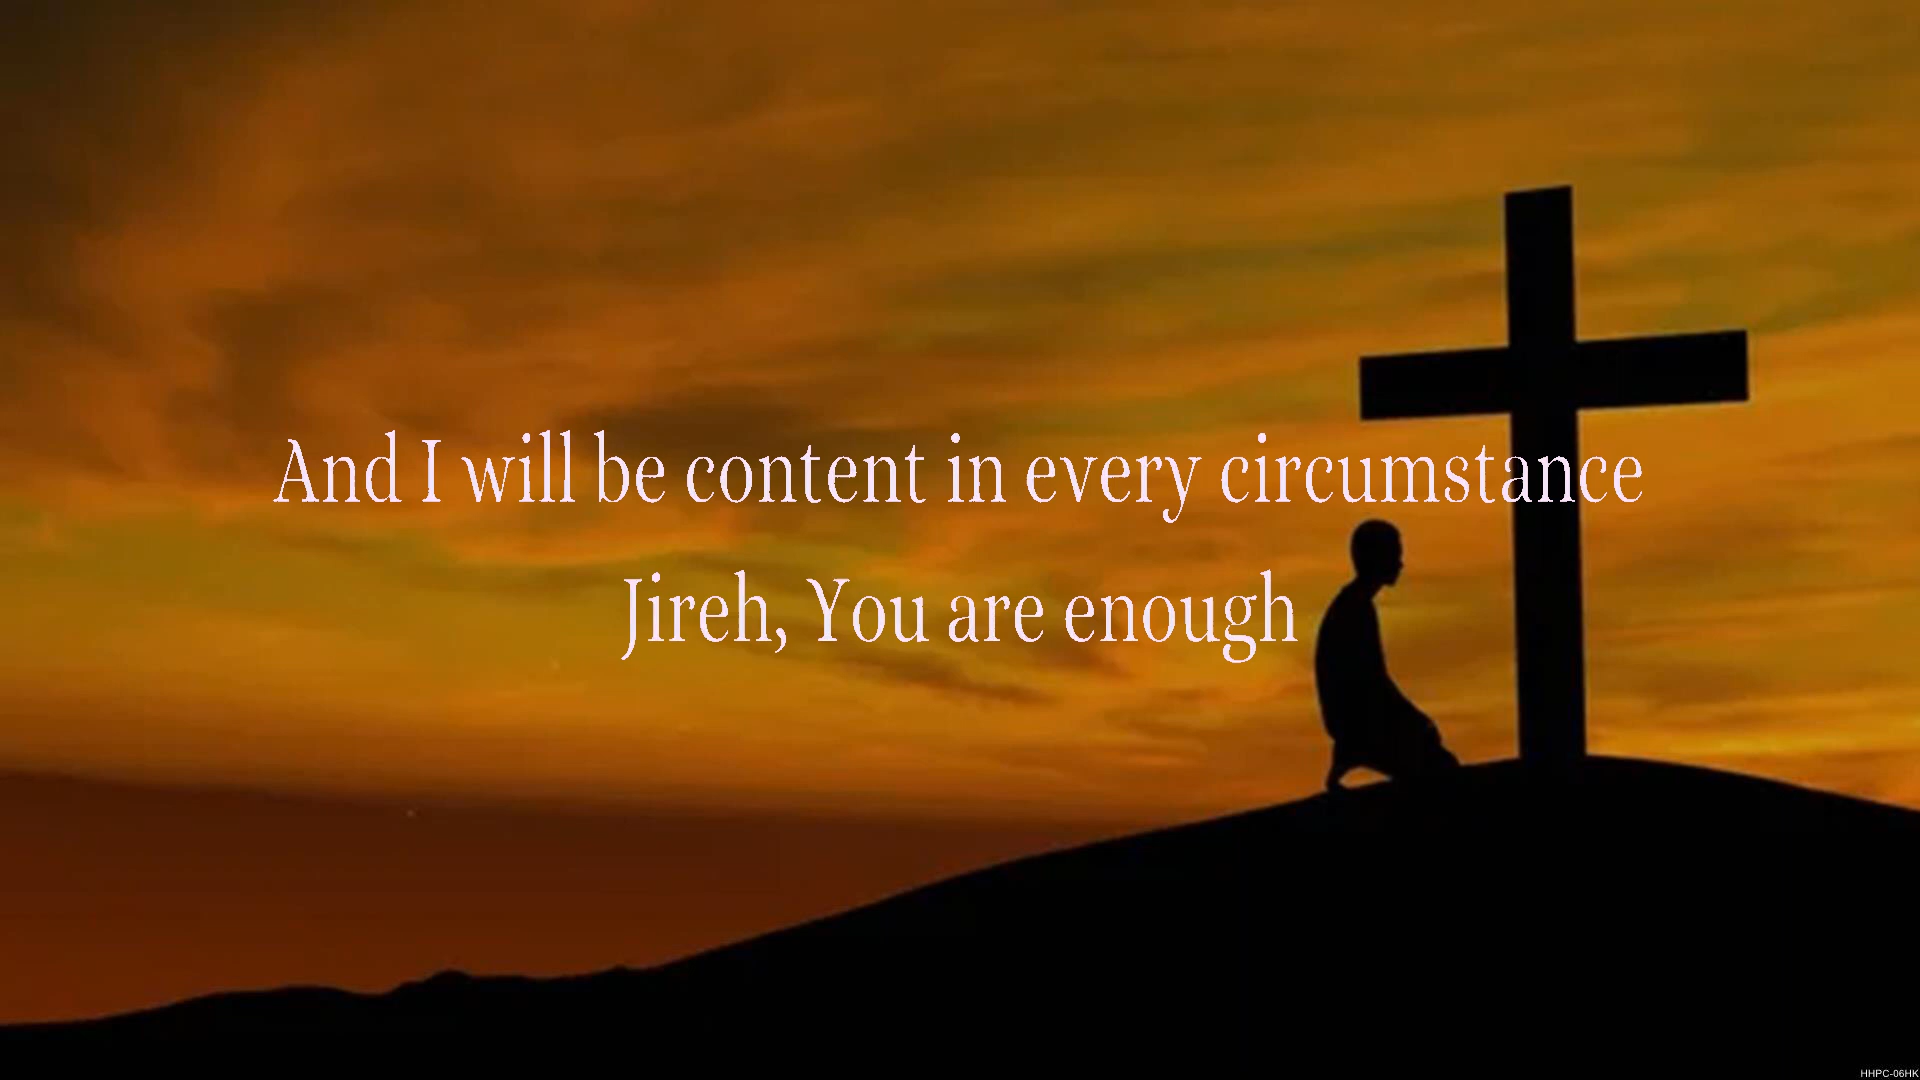 And I will be content in every circumstance
Jireh, You are enough
HHPC-06HK